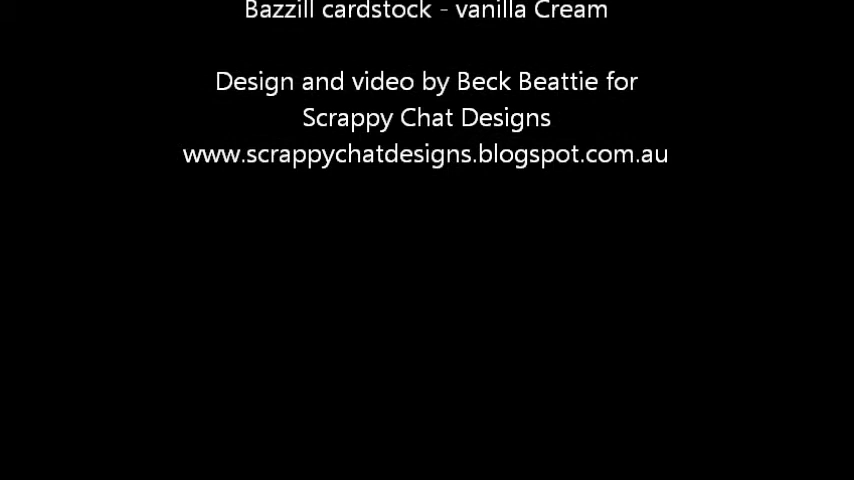 Bazzill cardstock - vanilla Cream
Design and video by Beck Beattie for
Scrappy Chat Designs
www.scrappychatdesigns.blogspot.com.au